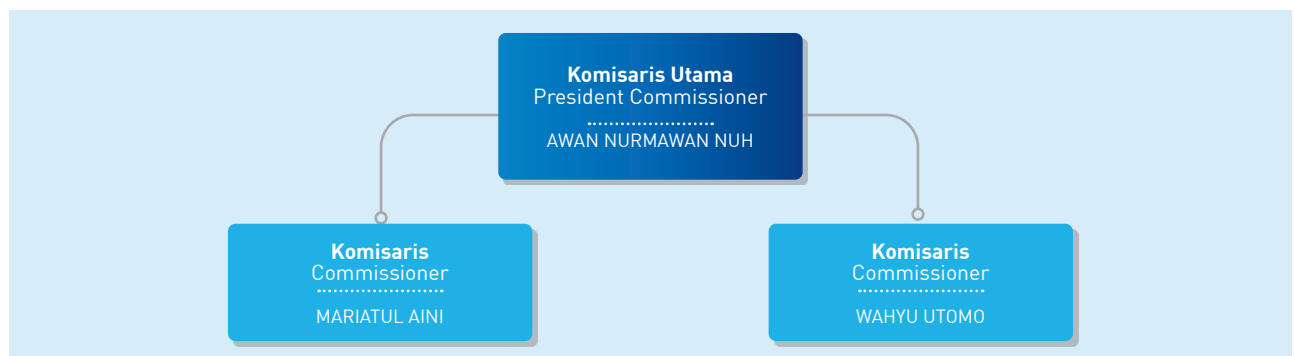 Komisaris Utama
President Commissioner
AWAN NURMAWAN NUH
Komisaris
Commissioner
MARIATUL AINI
Komisaris
Commissioner
WAHYU UTOMO